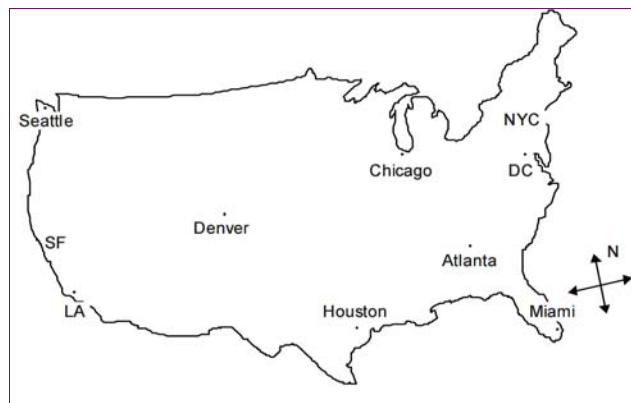 Seattle
NYC
Chicago
DC
Denver
SF
Atlanta
N
LA
Houston
Miami